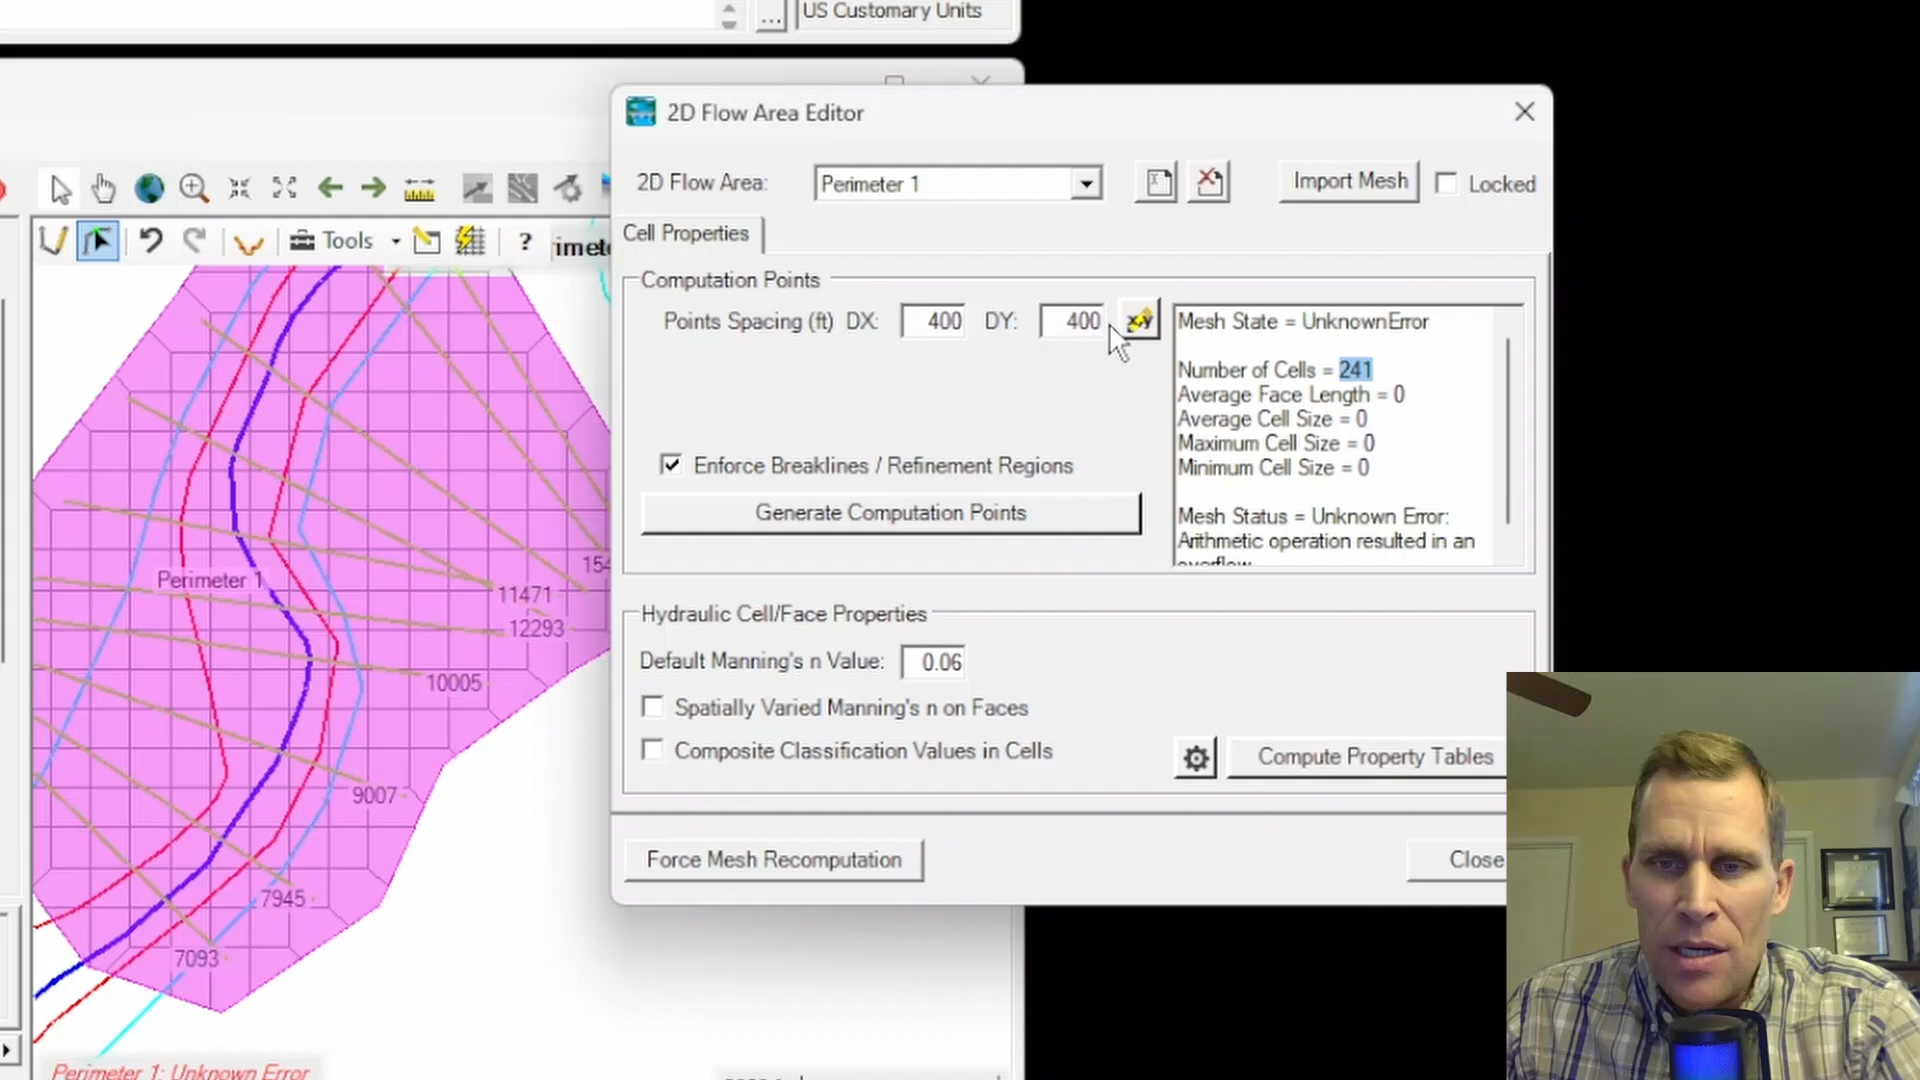 ...
US Customary Units
2D Flow Area Editor
2D Flow Area:
Perimeter 1
Import Mesh
Locked
Tools
?
Cell Properties
Computation Points
Points Spacing (ft)
DX:
400
DY:
400
x,y
Mesh State = UnknownError
Number of Cells = 241
Average Face Length = 0
Average Cell Size = 0
Maximum Cell Size = 0
Minimum Cell Size = 0
Mesh Status = Unknown Error:
Arithmetic operation resulted in an
overflow
Enforce Breaklines / Refinement Regions
Generate Computation Points
Perimeter 1
154
11471
12293
10005
9007
7945
7093
Hydraulic Cell/Face Properties
Default Manning's n Value:
0.06
Spatially Varied Manning's n on Faces
Composite Classification Values in Cells
Compute Property Tables
Force Mesh Recomputation
Close
Perimeter 1: Unknown Error